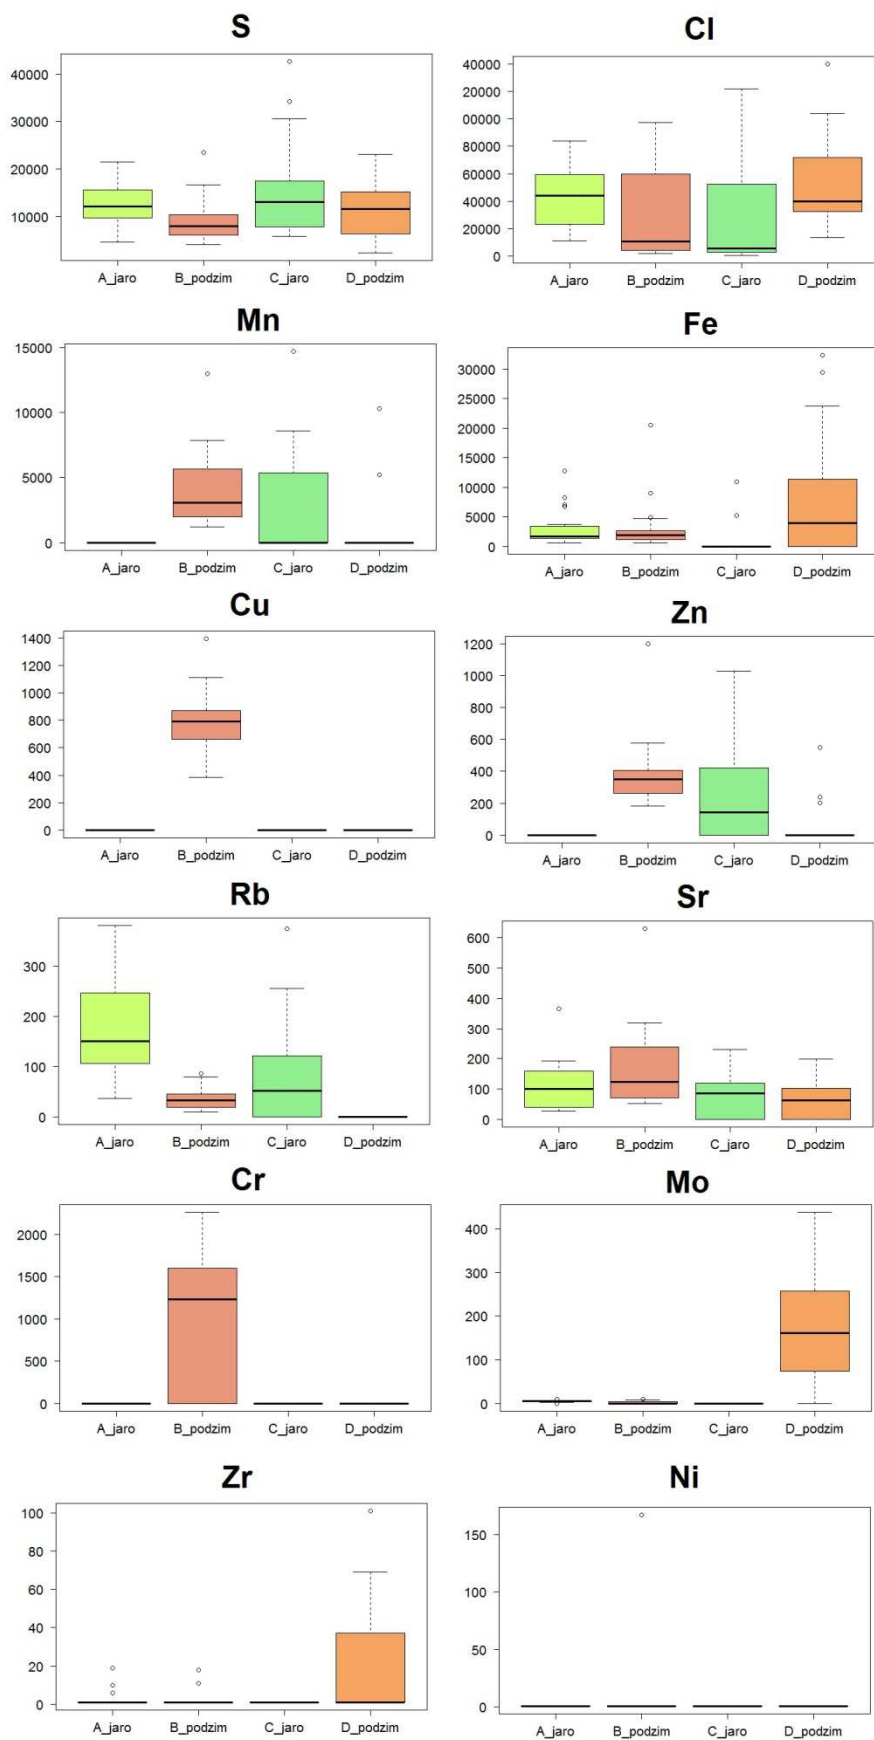 S
40000
30000
20000
10000
A_jaro B_podzim C_jaro D_podzim
Cl
40000
20000
00000
80000
60000
40000
20000
0
A_jaro B_podzim C_jaro D_podzim
Mn
15000
10000
5000
0
A_jaro B_podzim C_jaro D_podzim
Fe
30000
25000
20000
15000
10000
5000
0
A_jaro B_podzim C_jaro D_podzim
Cu
1400
1200
1000
800
600
400
200
0
A_jaro B_podzim C_jaro D_podzim
Zn
1200
1000
800
600
400
200
0
A_jaro B_podzim C_jaro D_podzim
Rb
300
200
100
0
A_jaro B_podzim C_jaro D_podzim
Sr
600
500
400
300
200
100
0
A_jaro B_podzim C_jaro D_podzim
Cr
2000
1500
1000
500
0
A_jaro B_podzim C_jaro D_podzim
Mo
400
300
200
100
0
A_jaro B_podzim C_jaro D_podzim
Zr
100
80
60
40
20
0
A_jaro B_podzim C_jaro D_podzim
Ni
150
100
50
0
A_jaro B_podzim C_jaro D_podzim